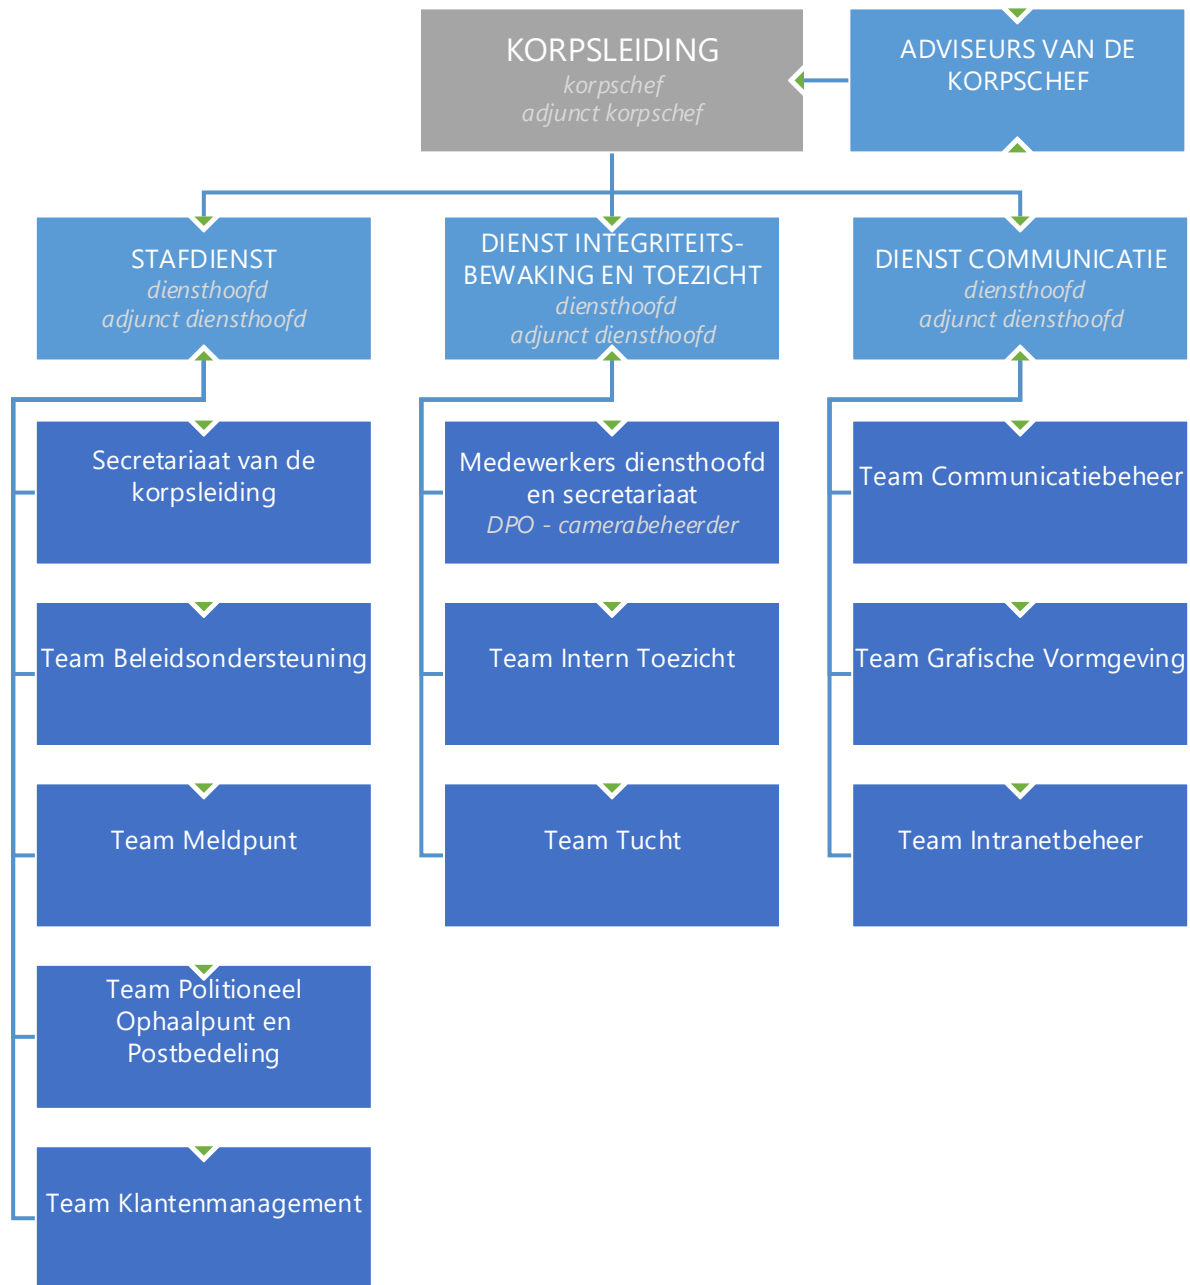 KORPSLEIDING
korpschef
adjunct korpschef
ADVISEURS VAN DE
KORPSCHEF
STAFDIENST
diensthoofd
adjunct diensthoofd
DIENST INTEGRITEITS-
BEWAKING EN TOEZICHT
diensthoofd
adjunct diensthoofd
DIENST COMMUNICATIE
diensthoofd
adjunct diensthoofd
Secretariaat van de
korpsleiding
Medewerkers diensthoofd
en secretariaat
DPO - camerabeheerder
Team Communicatiebeheer
Team Beleidsondersteuning
Team Intern Toezicht
Team Grafische Vormgeving
Team Meldpunt
Team Tucht
Team Intranetbeheer
Team Politioneel
Ophaalpunt en
Postbedeling
Team Klantenmanagement